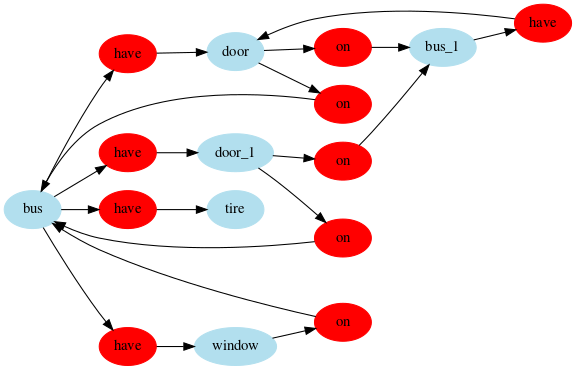 have
door
on
bus_1
have
on
have
door_1
on
bus
have
tire
on
on
have
window